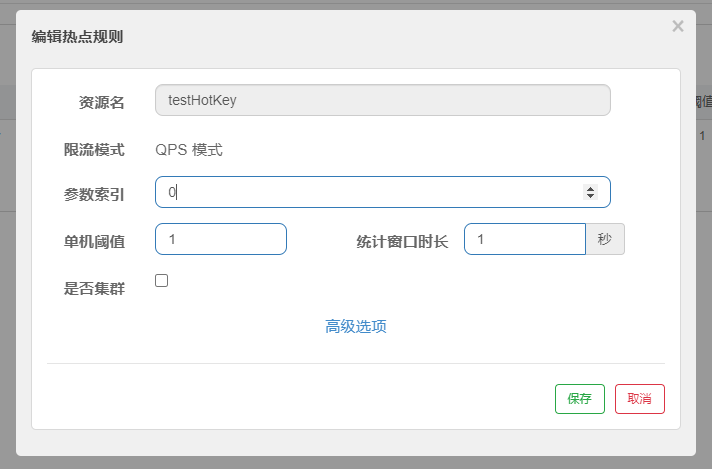 编辑热点规则
×
资源名 testHotKey
限流模式 QPS 模式
参数索引 0
单机阈值 1 统计窗口时长 1 秒
是否集群
高级选项
保存 取消
阈值
1